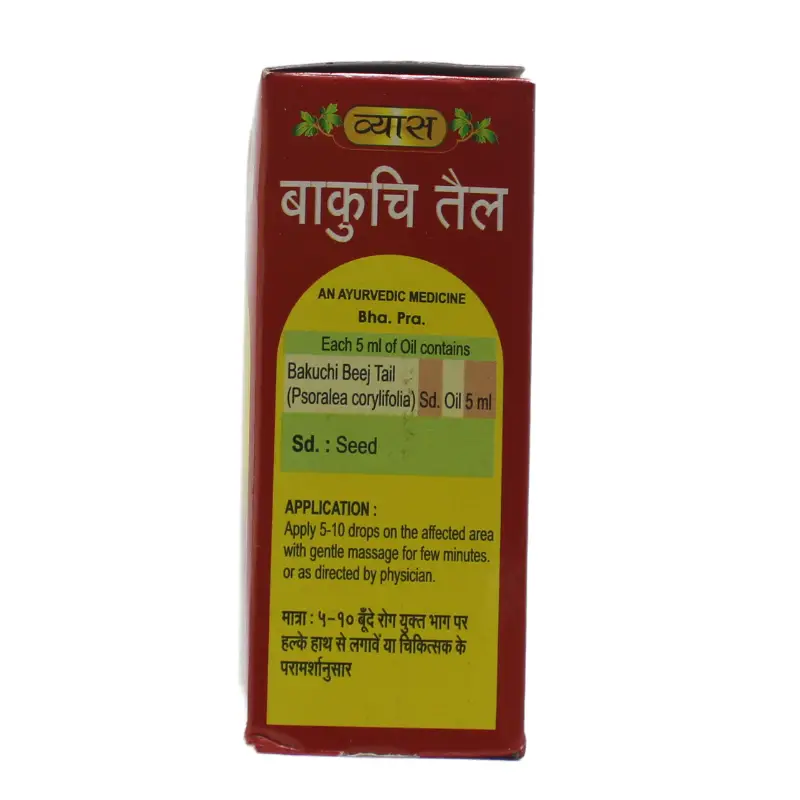 व्यास
बाकुचि तैल
AN AYURVEDIC MEDICINE
Bha. Pra.
Each 5 ml of Oil contains
Bakuchi Beej Tail
(Psoralea corylifolia) Sd. Oil 5 ml
Sd. : Seed
APPLICATION :
Apply 5-10 drops on the affected area
with gentle massage for few minutes.
or as directed by physician.
मात्रा : ५-१० बूँदे रोग युक्त भाग पर
हल्के हाथ से लगावें या चिकित्सक के
परामर्शानुसार